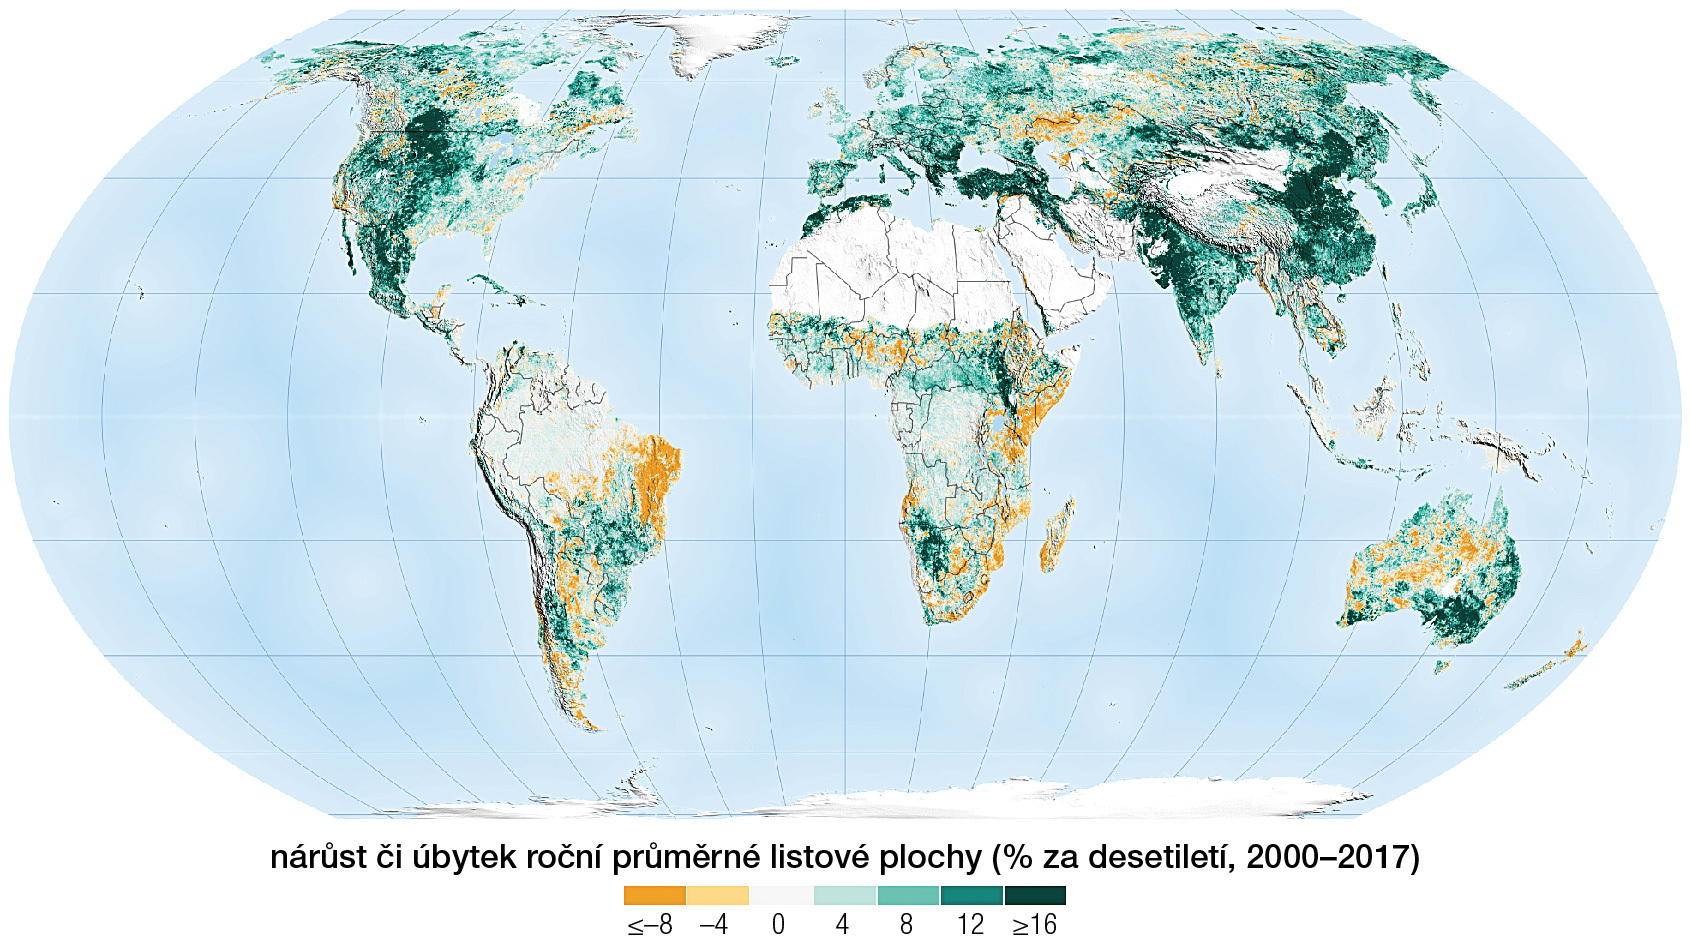 nárůst či úbytek roční průměrné listové plochy (% za desetiletí, 2000–2017)
≤–8 –4 0 4 8 12 ≥16